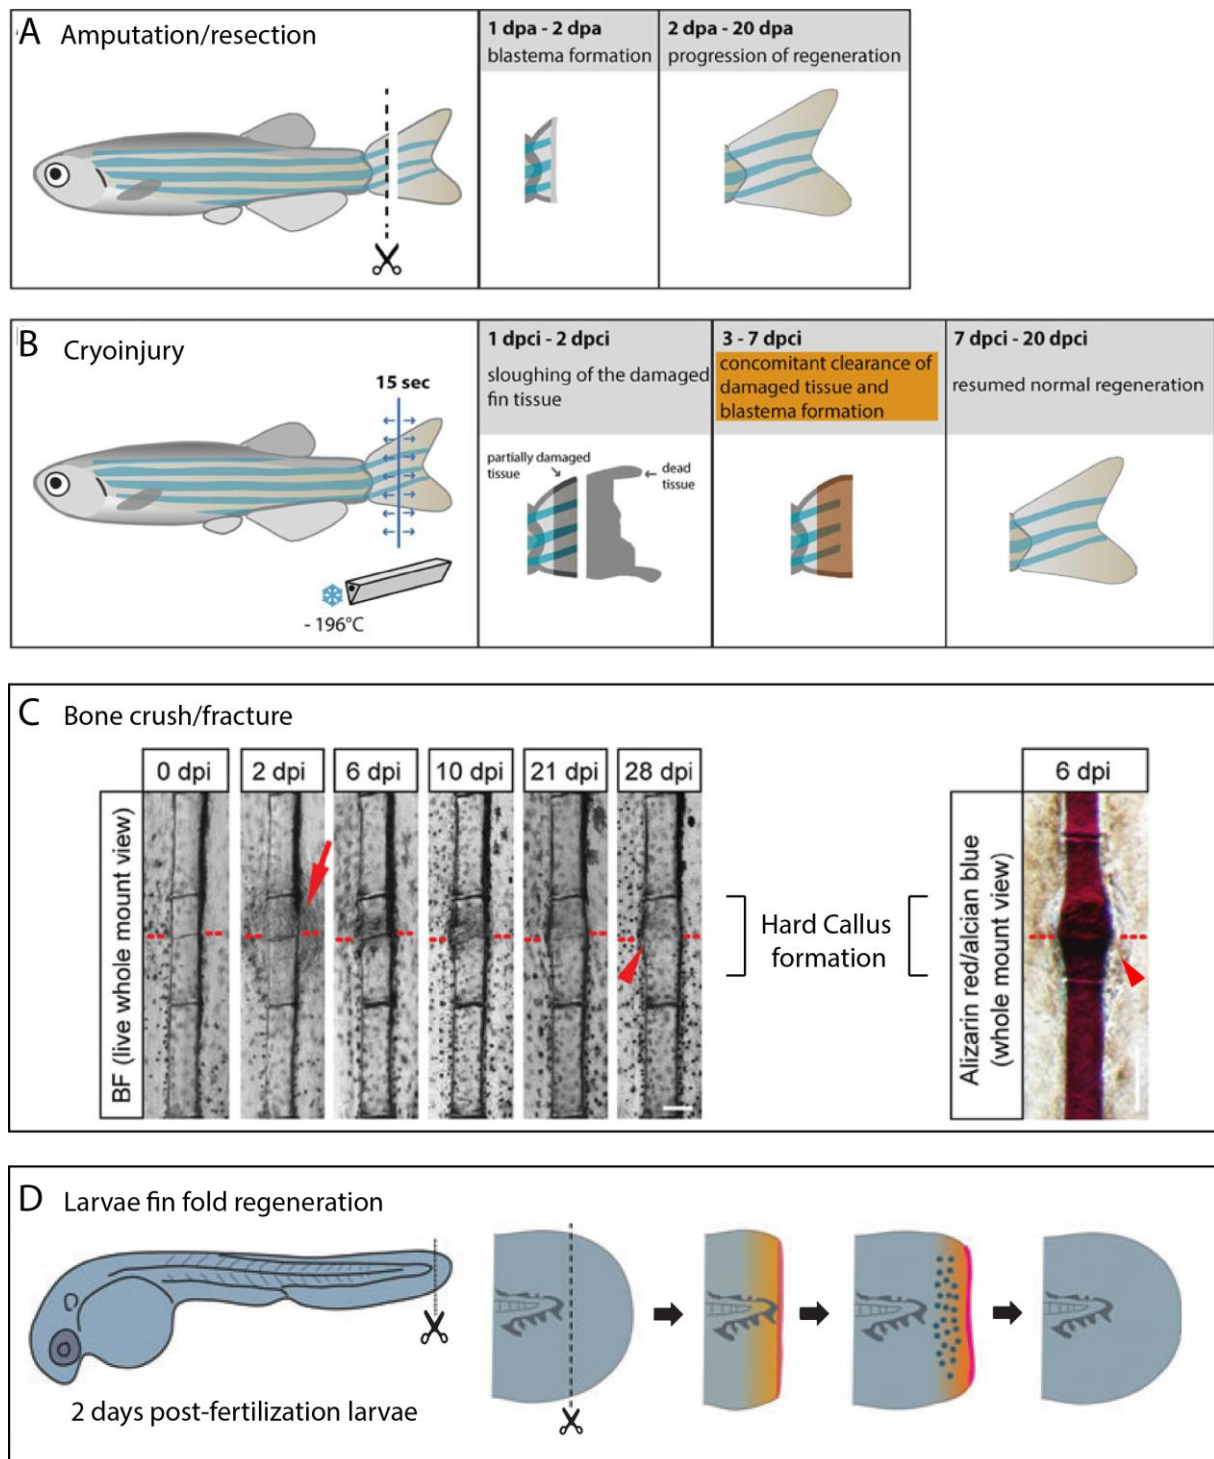 A Amputation/resection
1 dpa - 2 dpa
blastema formation
2 dpa - 20 dpa
progression of regeneration
B Cryoinjury
15 sec
- 196°C
1 dpci - 2 dpci
sloughing of the damaged
fin tissue
partially damaged
tissue
dead
tissue
3 - 7 dpci
concomitant clearance of
damaged tissue and
blastema formation
7 dpci - 20 dpci
resumed normal regeneration
C Bone crush/fracture
BF (live whole mount view)
0 dpi
2 dpi
6 dpi
10 dpi
21 dpi
28 dpi
Hard Callus
formation
Alizarin red/alcian blue
(whole mount view)
6 dpi
D Larvae fin fold regeneration
2 days post-fertilization larvae